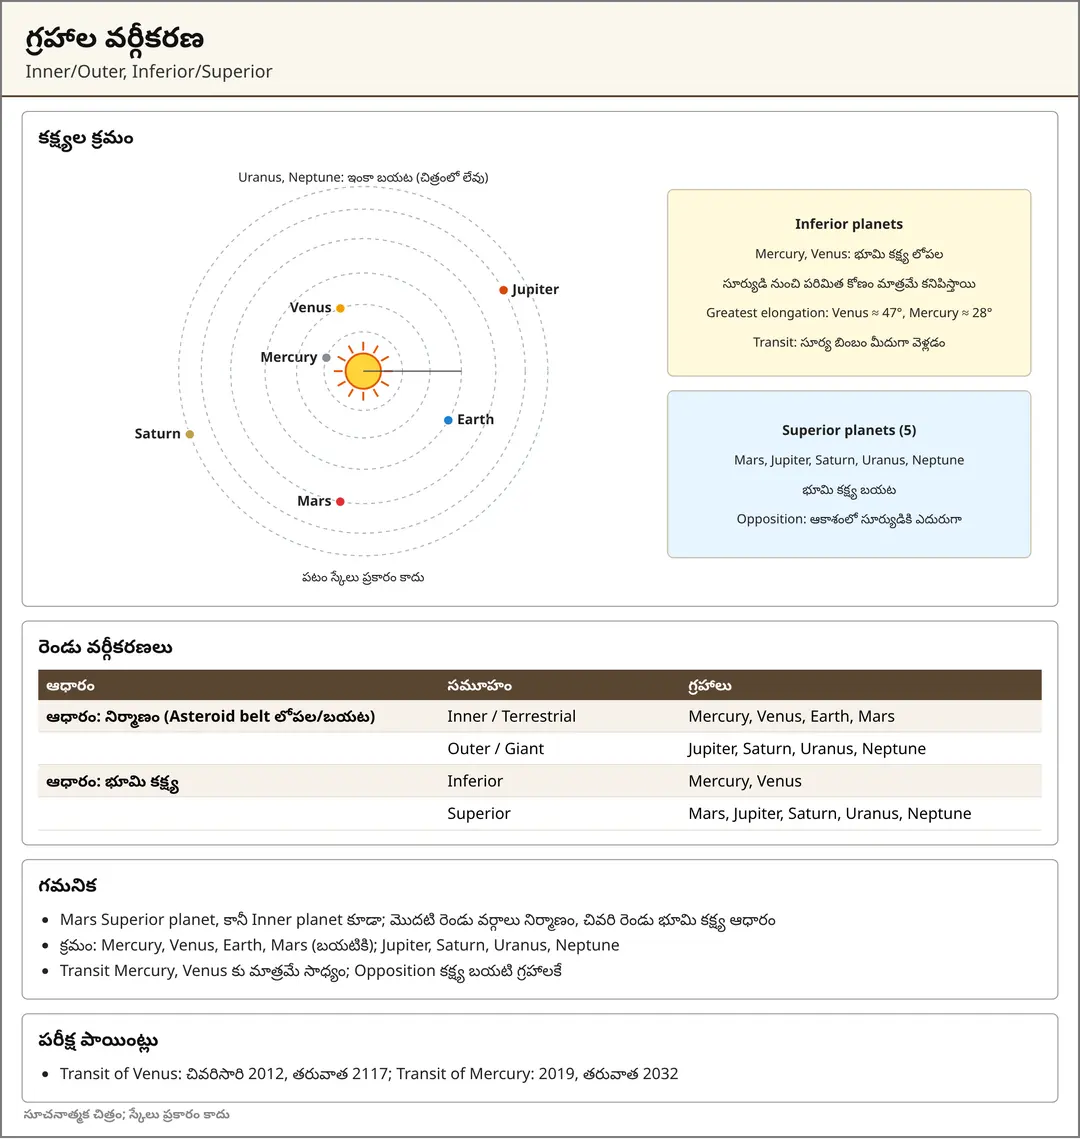 గ్రహాల వర్గీకరణ
Inner/Outer, Inferior/Superior
కక్ష్యల క్రమం
Uranus, Neptune: ఇంకా బయట (చిత్రంలో లేవు)
Jupiter
Venus
Mercury
Earth
Saturn
Mars
పటం స్కేలు ప్రకారం కాదు
Inferior planets
Mercury, Venus: భూమి కక్ష్య లోపల
సూర్యుడి నుంచి పరిమిత కోణం మాత్రమే కనిపిస్తాయి
Greatest elongation: Venus ≈ 47°, Mercury ≈ 28°
Transit: సూర్య బింబం మీదుగా వెళ్లడం
Superior planets (5)
Mars, Jupiter, Saturn, Uranus, Neptune
భూమి కక్ష్య బయట
Opposition: ఆకాశంలో సూర్యుడికి ఎదురుగా
రెండు వర్గీకరణలు
ఆధారం సమూహం గ్రహాలు
ఆధారం: నిర్మాణం (Asteroid belt లోపల/బయట) Inner / Terrestrial Mercury, Venus, Earth, Mars
Outer / Giant Jupiter, Saturn, Uranus, Neptune
ఆధారం: భూమి కక్ష్య Inferior Mercury, Venus
Superior Mars, Jupiter, Saturn, Uranus, Neptune
గమనిక
• Mars Superior planet, కానీ Inner planet కూడా; మొదటి రెండు వర్గాలు నిర్మాణం, చివరి రెండు భూమి కక్ష్య ఆధారం
• క్రమం: Mercury, Venus, Earth, Mars (బయటికి); Jupiter, Saturn, Uranus, Neptune
• Transit Mercury, Venus కు మాత్రమే సాధ్యం; Opposition కక్ష్య బయటి గ్రహాలకే
పరీక్ష పాయింట్లు
• Transit of Venus: చివరిసారి 2012, తరువాత 2117; Transit of Mercury: 2019, తరువాత 2032
సూచనాత్మక చిత్రం; స్కేలు ప్రకారం కాదు